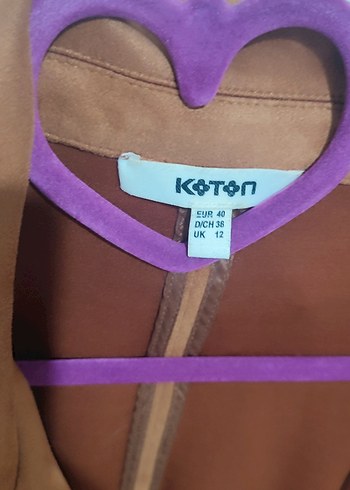 KOTON
EUR 40
D/CH 38
UK 12